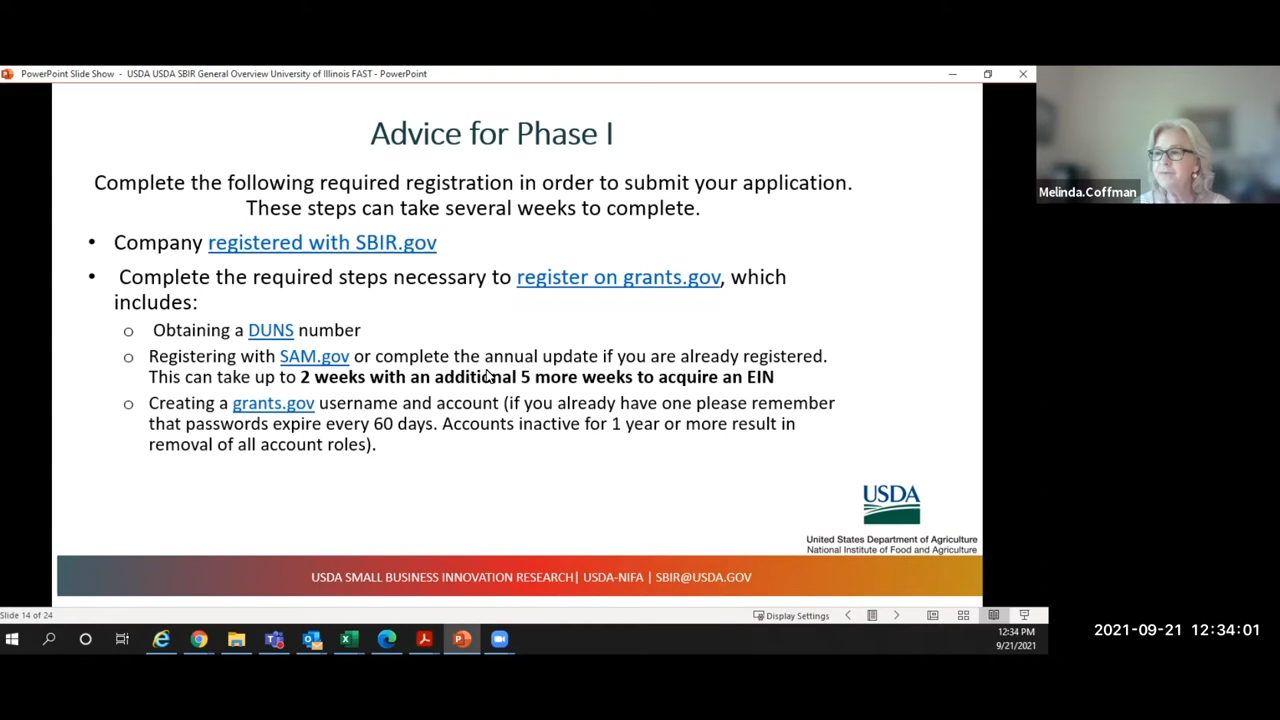 PowerPoint Slide Show - USDA USDA SBIR General Overview University of Illinois FAST - PowerPoint
Advice for Phase I
Complete the following required registration in order to submit your application.
These steps can take several weeks to complete.
• Company registered with SBIR.gov
• Complete the required steps necessary to register on grants.gov, which
includes:
o Obtaining a DUNS number
o Registering with SAM.gov or complete the annual update if you are already registered.
This can take up to 2 weeks with an additional 5 more weeks to acquire an EIN
o Creating a grants.gov username and account (if you already have one please remember
that passwords expire every 60 days. Accounts inactive for 1 year or more result in
removal of all account roles).
USDA
United States Department of Agriculture
National Institute of Food and Agriculture
USDA SMALL BUSINESS INNOVATION RESEARCH| USDA-NIFA | SBIR@USDA.GOV
Melinda.Coffman
Slide 14 of 24
Display Settings
12:34 PM
9/21/2021
2021-09-21 12:34:01